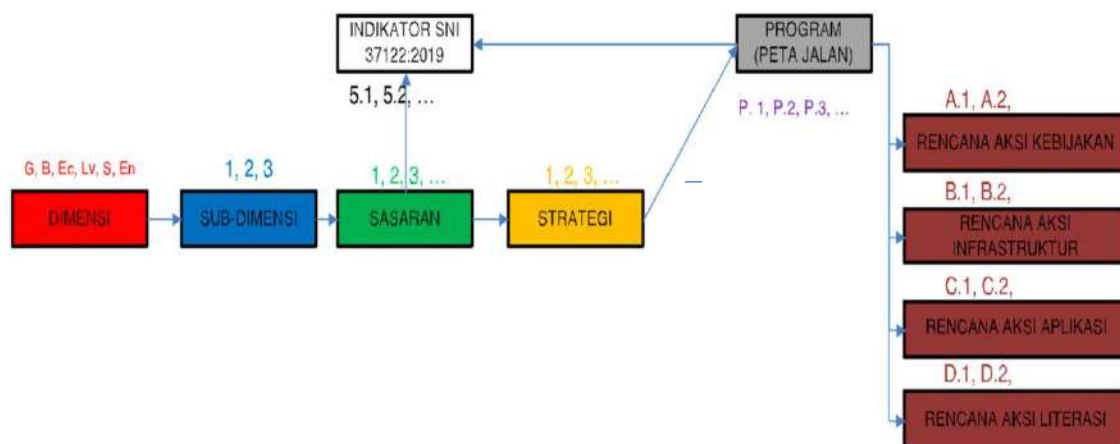 INDIKATOR SNI
37122:2019
5.1, 5.2, ...
PROGRAM
(PETA JALAN)
P. 1, P.2, P.3, ...
G, B, Ec, Lv, S, En
DIMENSI
1, 2, 3
SUB-DIMENSI
1, 2, 3, ...
SASARAN
1, 2, 3, ...
STRATEGI
A.1, A.2,
RENCANA AKSI KEBIJAKAN
B.1, B.2,
RENCANA AKSI
INFRASTRUKTUR
C.1, C.2,
RENCANA AKSI APLIKASI
D.1, D.2,
RENCANA AKSI LITERASI